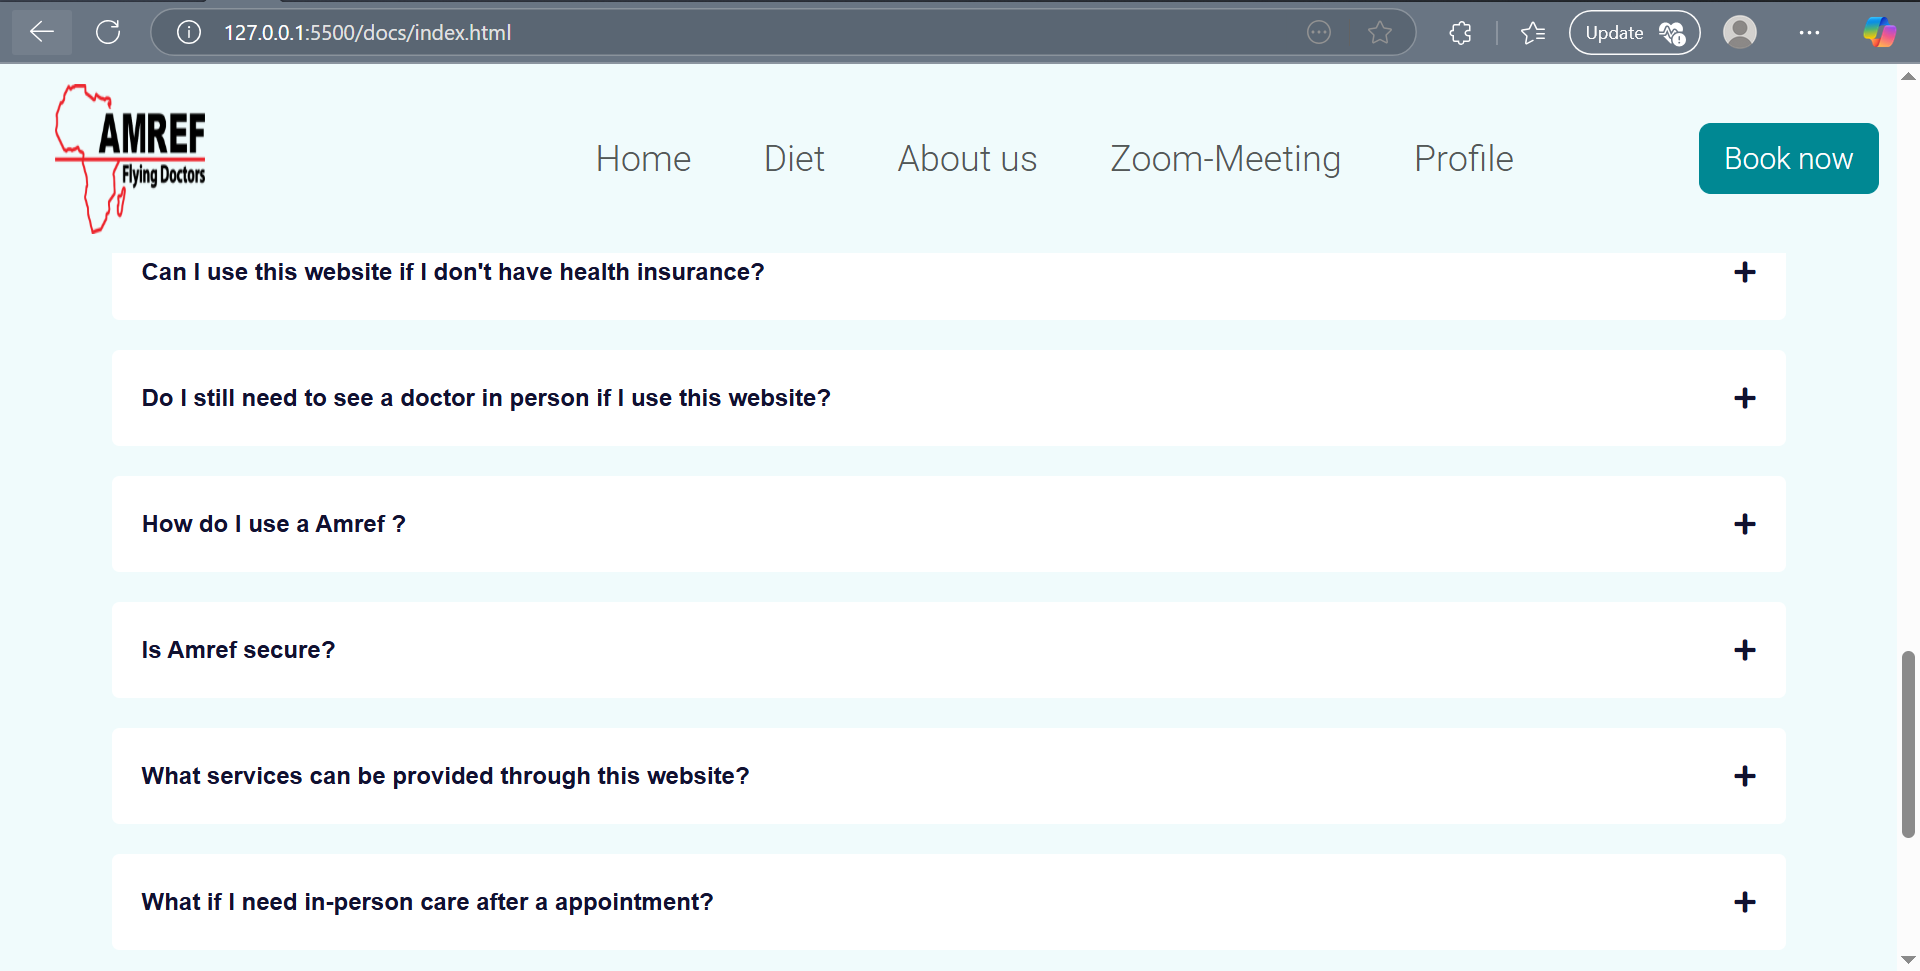 127.0.0.1:5500/docs/index.html
Update
AMREF
Flying Doctors
Home
Diet
About us
Zoom-Meeting
Profile
Book now
Can I use this website if I don't have health insurance?
Do I still need to see a doctor in person if I use this website?
How do I use a Amref ?
Is Amref secure?
What services can be provided through this website?
What if I need in-person care after a appointment?